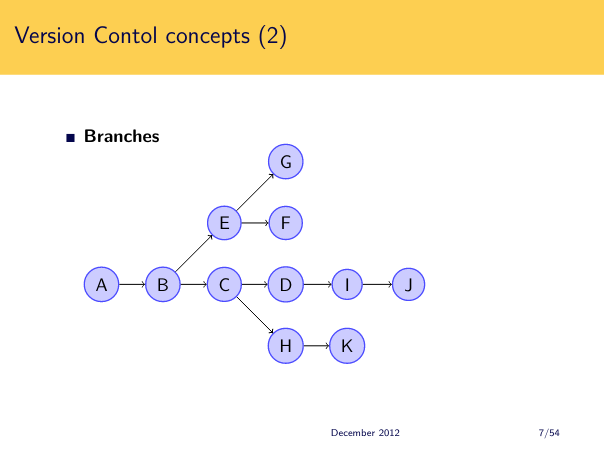 Version Contol concepts (2)
Branches
G
E F
A B C D I J
H K
December 2012 7/54